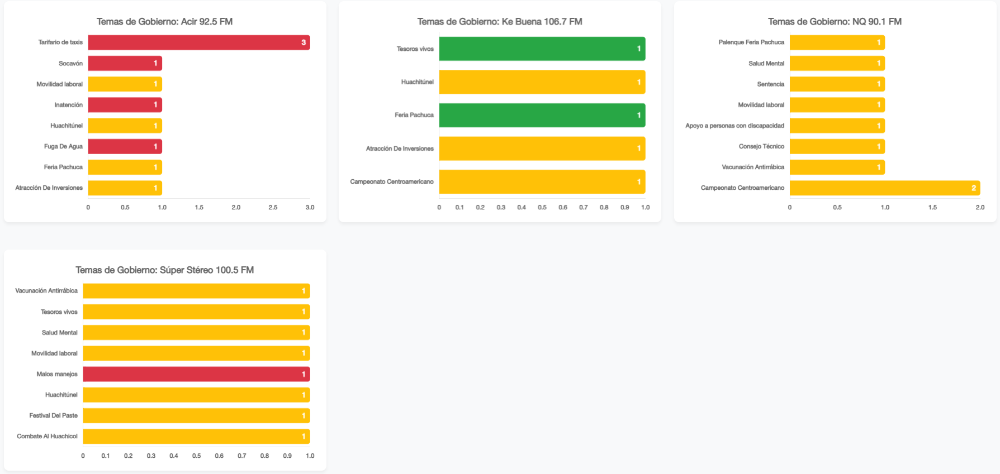 Temas de Gobierno: Acir 92.5 FM
Tarifario de taxis 3
Socavón 1
Movilidad laboral 1
Inatención 1
Huachitúnel 1
Fuga De Agua 1
Feria Pachuca 1
Atracción De Inversiones 1
0 0.5 1.0 1.5 2.0 2.5 3.0
Temas de Gobierno: Ke Buena 106.7 FM
Tesoros vivos 1
Huachitúnel 1
Feria Pachuca 1
Atracción De Inversiones 1
Campeonato Centroamericano 1
0 0.1 0.2 0.3 0.4 0.5 0.6 0.7 0.8 0.9 1.0
Temas de Gobierno: NQ 90.1 FM
Palenque Feria Pachuca 1
Salud Mental 1
Sentencia 1
Movilidad laboral 1
Apoyo a personas con discapacidad 1
Consejo Técnico 1
Vacunación Antirrábica 1
Campeonato Centroamericano 2
0 0.5 1.0 1.5 2.0
Temas de Gobierno: Súper Stéreo 100.5 FM
Vacunación Antirrábica 1
Tesoros vivos 1
Salud Mental 1
Movilidad laboral 1
Malos manejos 1
Huachitúnel 1
Festival Del Paste 1
Combate Al Huachicol 1
0 0.1 0.2 0.3 0.4 0.5 0.6 0.7 0.8 0.9 1.0